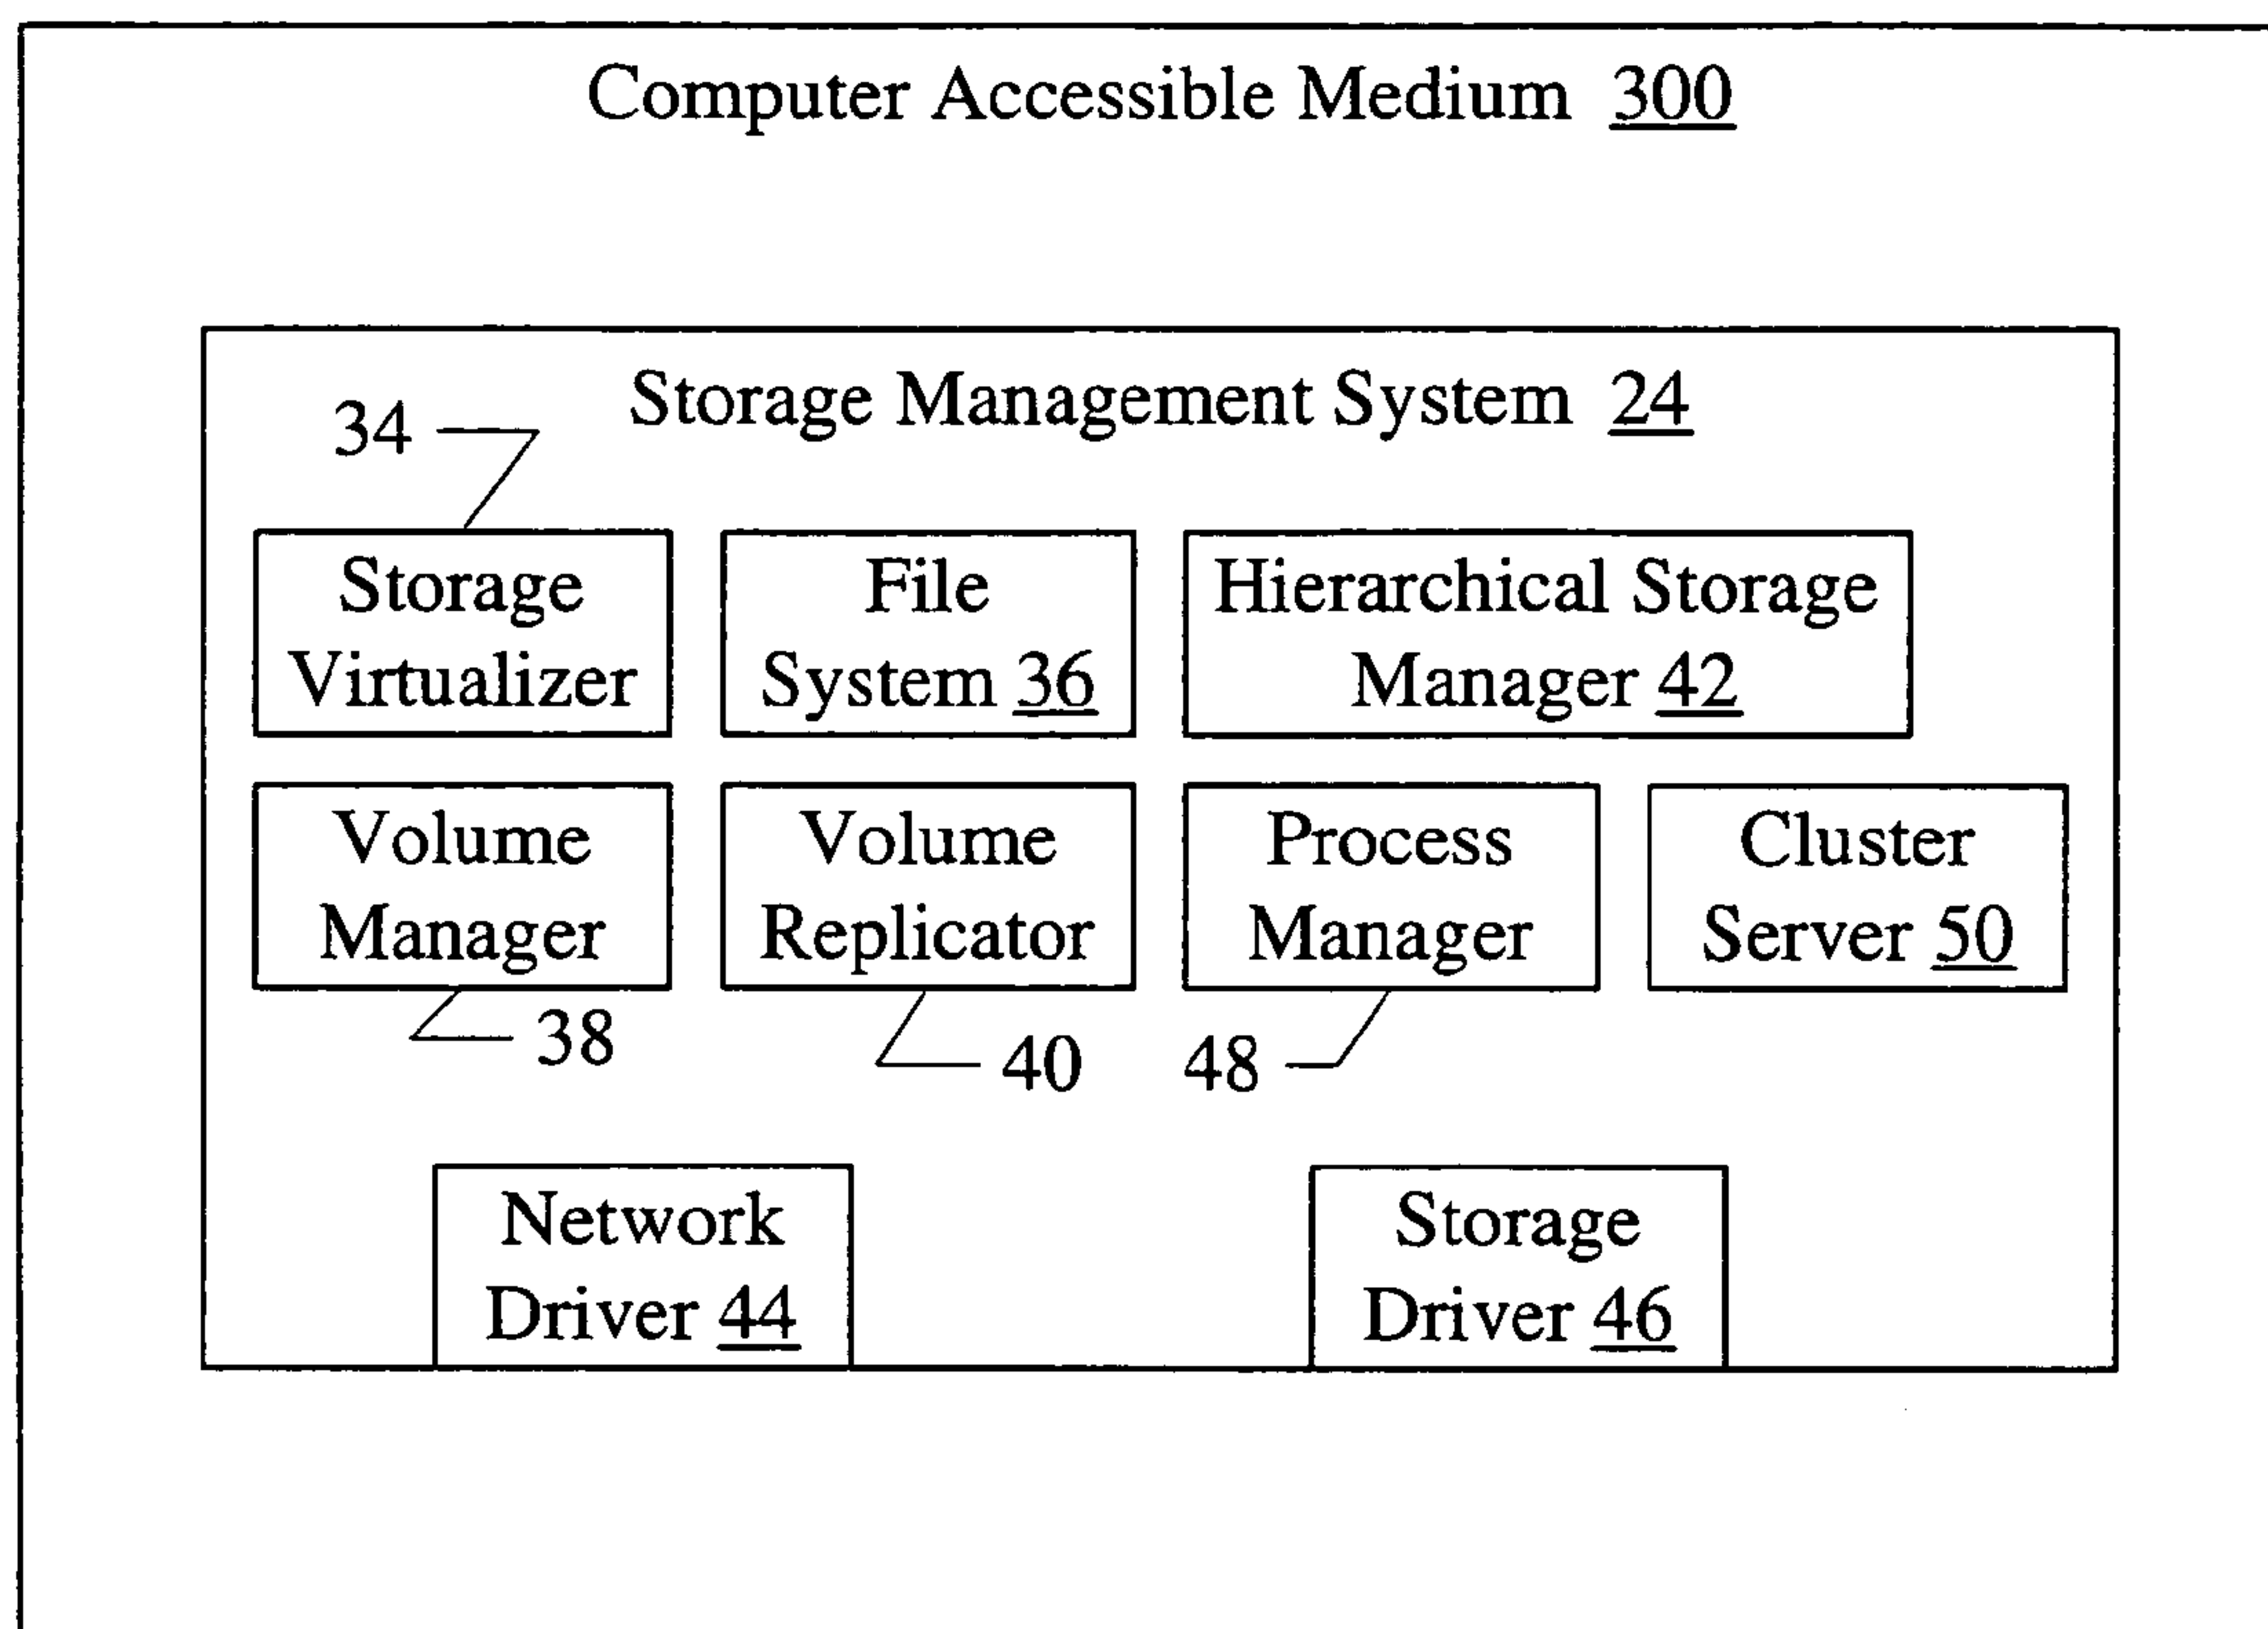 Computer Accessible Medium 300
Storage Management System 24
34
Storage
Virtualizer
File
System 36
Hierarchical Storage
Manager 42
Volume
Manager
38
Volume
Replicator
40
Process
Manager
48
Cluster
Server 50
Network
Driver 44
Storage
Driver 46